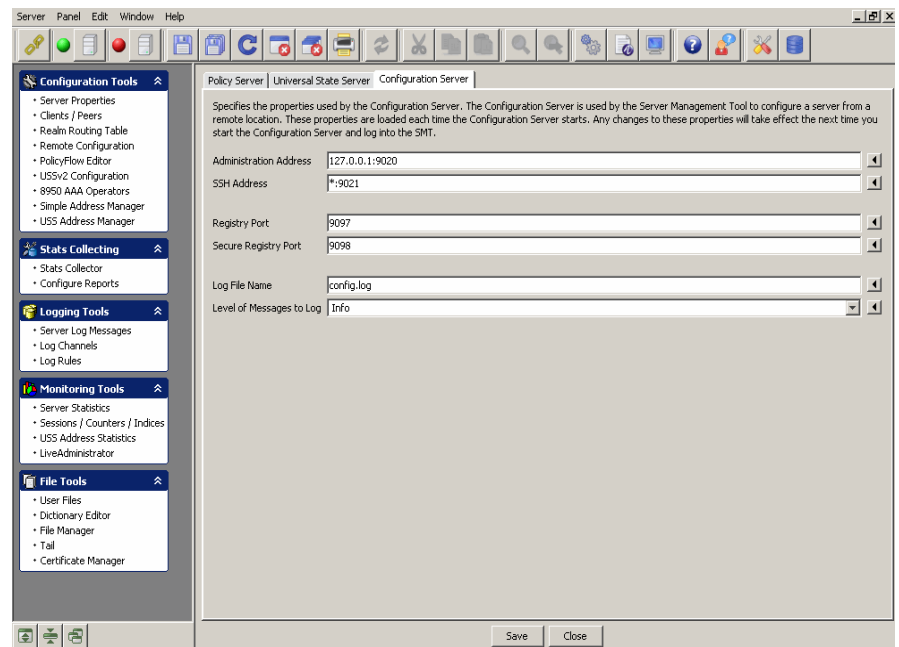 Server Panel Edit Window Help
Configuration Tools
Server Properties
Clients / Peers
Realm Routing Table
Remote Configuration
PolicyFlow Editor
USSv2 Configuration
8950 AAA Operators
Simple Address Manager
USS Address Manager
Stats Collecting
Stats Collector
Configure Reports
Logging Tools
Server Log Messages
Log Channels
Log Rules
Monitoring Tools
Server Statistics
Sessions / Counters / Indices
USS Address Statistics
LiveAdministrator
File Tools
User Files
Dictionary Editor
File Manager
Tail
Certificate Manager
Policy Server Universal State Server Configuration Server
Specifies the properties used by the Configuration Server. The Configuration Server is used by the Server Management Tool to configure a server from a
remote location. These properties are loaded each time the Configuration Server starts. Any changes to these properties will take effect the next time you
start the Configuration Server and log into the SMT.
Administration Address 127.0.0.1:9020
SSH Address *:9021
Registry Port 9097
Secure Registry Port 9098
Log File Name config.log
Level of Messages to Log Info
Save Close